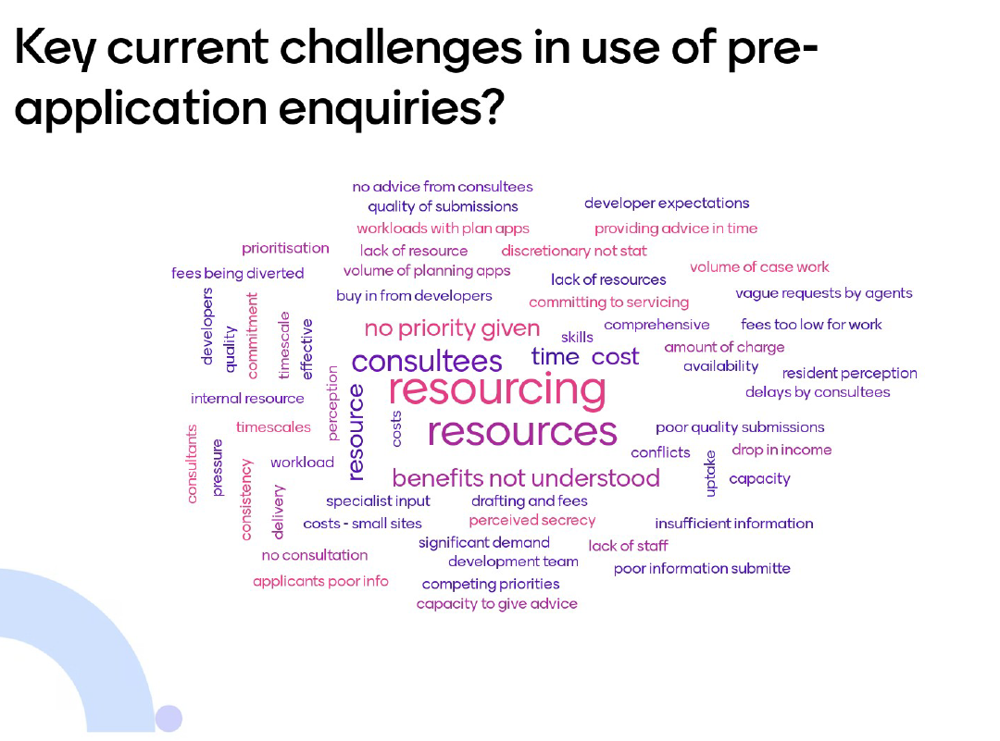 Key current challenges in use of pre-
application enquiries?
no advice from consultees
quality of submissions
developer expectations
workloads with plan apps
providing advice in time
prioritisation
lack of resource
discretionary not stat
fees being diverted
volume of planning apps
volume of case work
lack of resources
buy in from developers
committing to servicing
vague requests by agents
developers
quality
commitment
timescale
effective
no priority given
skills
comprehensive
fees too low for work
consultees
time
cost
amount of charge
availability
resident perception
perception
resourcing
delays by consultees
internal resource
resource
costs
resources
timescales
poor quality submissions
consultants
pressure
workload
conflicts
drop in income
consistency
delivery
benefits not understood
uptake
capacity
specialist input
drafting and fees
costs - small sites
perceived secrecy
insufficient information
significant demand
lack of staff
no consultation
development team
poor information submitte
applicants poor info
competing priorities
capacity to give advice